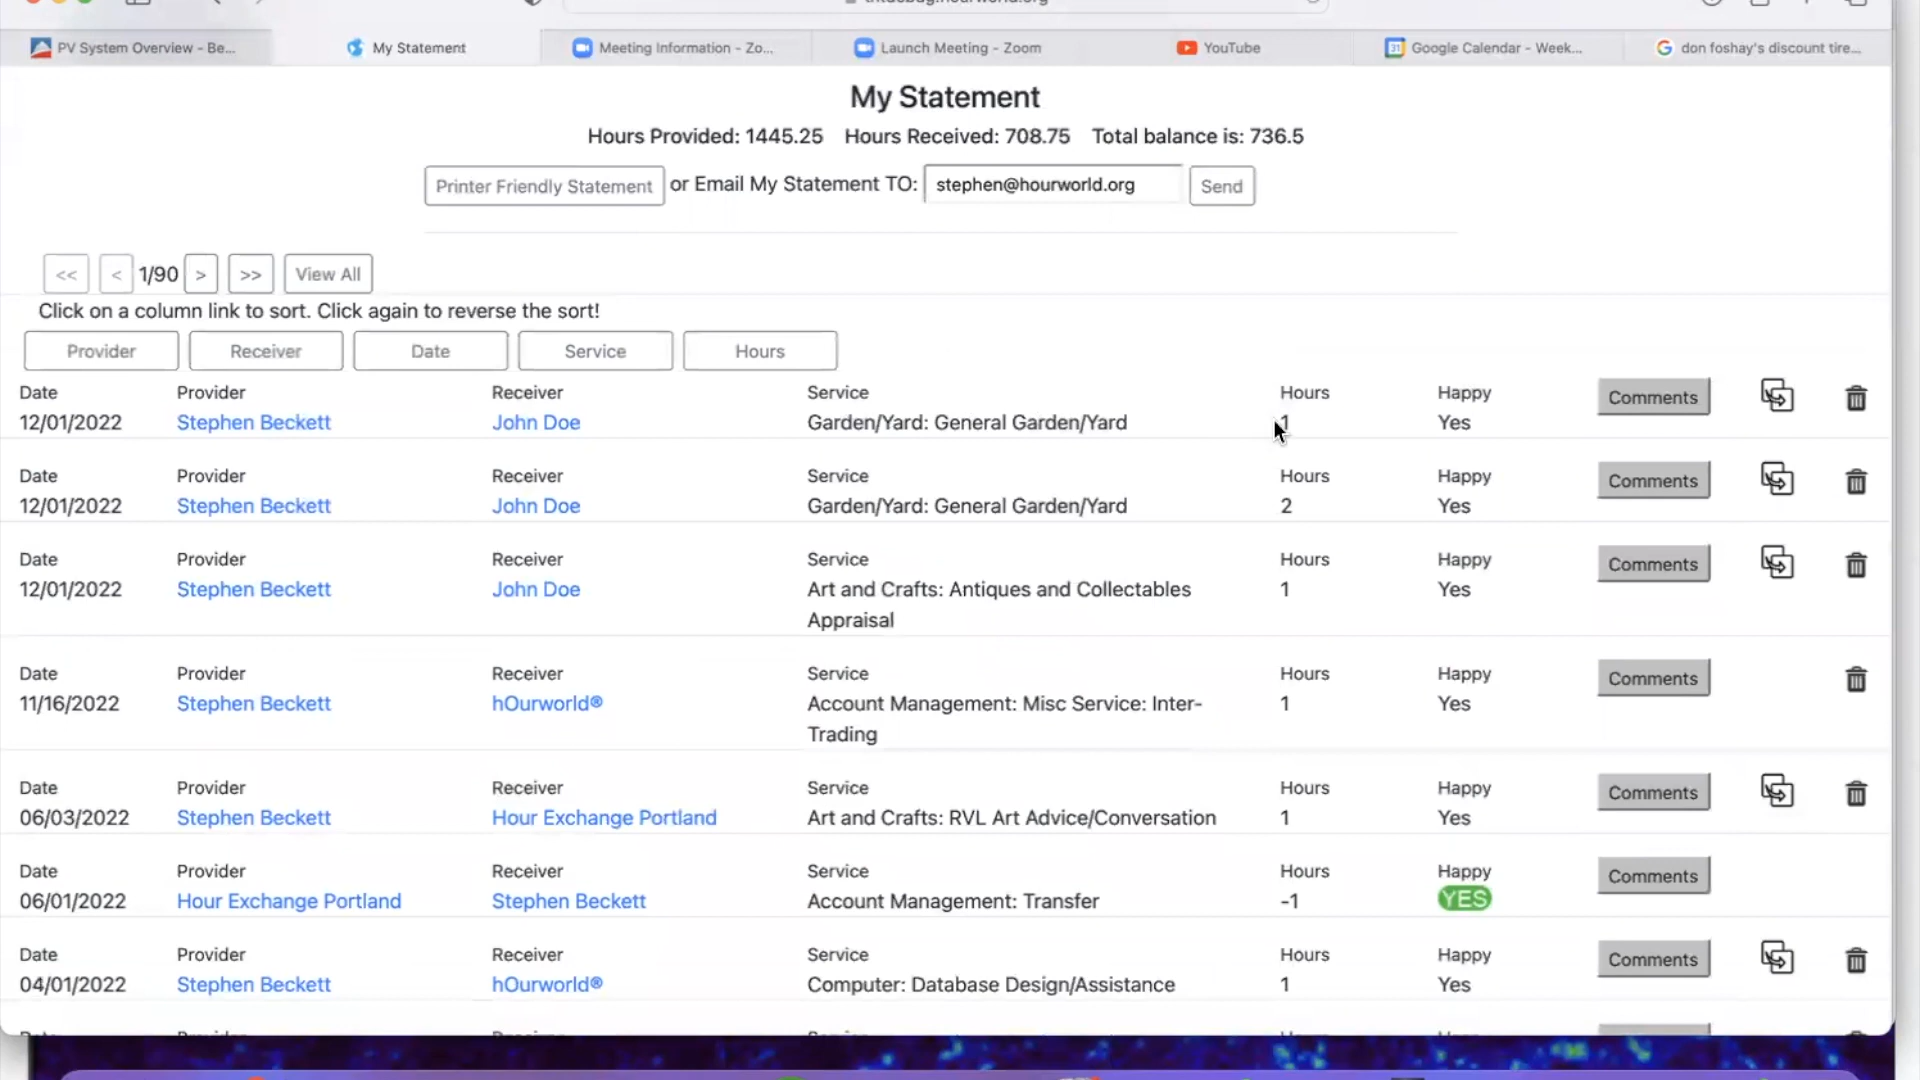 PV System Overview - Be...
My Statement
Meeting Information - Zo...
Launch Meeting - Zoom
YouTube
31 Google Calendar - Week...
don foshay's discount tire...
My Statement
Hours Provided: 1445.25 Hours Received: 708.75 Total balance is: 736.5
Printer Friendly Statement or Email My Statement TO: stephen@hourworld.org Send
<< < 1/90 > >> View All
Click on a column link to sort. Click again to reverse the sort!
Provider Receiver Date Service Hours
Date Provider Receiver Service Hours Happy Comments
12/01/2022 Stephen Beckett John Doe Garden/Yard: General Garden/Yard 1 Yes
Date Provider Receiver Service Hours Happy Comments
12/01/2022 Stephen Beckett John Doe Garden/Yard: General Garden/Yard 2 Yes
Date Provider Receiver Service Hours Happy Comments
12/01/2022 Stephen Beckett John Doe Art and Crafts: Antiques and Collectables 1 Yes
Appraisal
Date Provider Receiver Service Hours Happy Comments
11/16/2022 Stephen Beckett hOurworld® Account Management: Misc Service: Inter- 1 Yes
Trading
Date Provider Receiver Service Hours Happy Comments
06/03/2022 Stephen Beckett Hour Exchange Portland Art and Crafts: RVL Art Advice/Conversation 1 Yes
Date Provider Receiver Service Hours Happy Comments
06/01/2022 Hour Exchange Portland Stephen Beckett Account Management: Transfer -1 YES
Date Provider Receiver Service Hours Happy Comments
04/01/2022 Stephen Beckett hOurworld® Computer: Database Design/Assistance 1 Yes